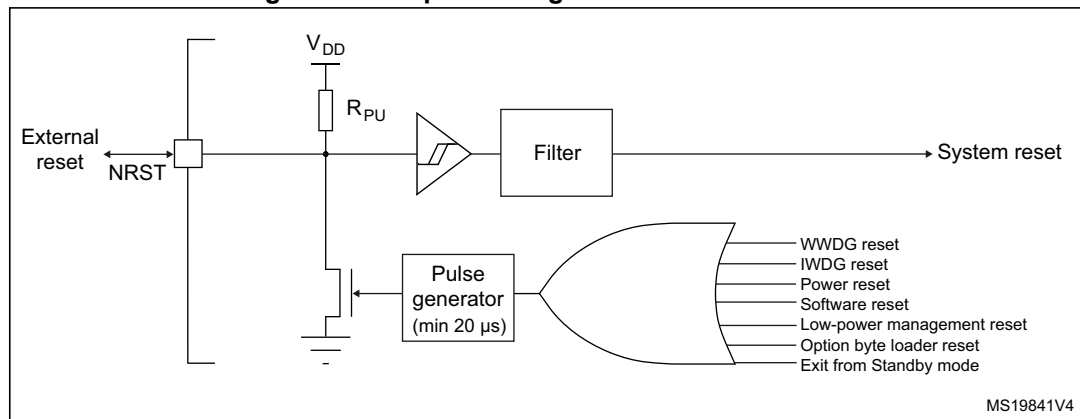 V DD
R PU
External
reset
NRST
Filter
System reset
Pulse
generator
(min 20 µs)
WWDG reset
IWDG reset
Power reset
Software reset
Low-power management reset
Option byte loader reset
Exit from Standby mode
MS19841V4